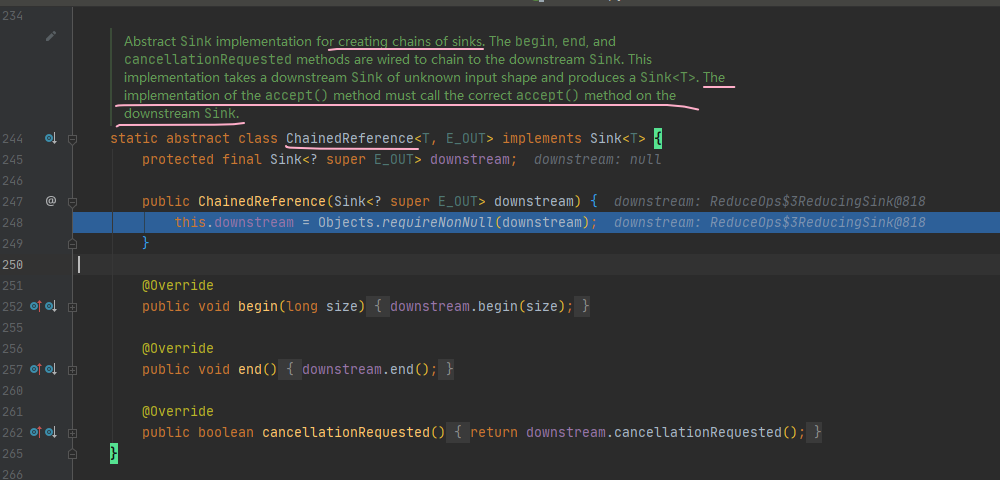 234
Abstract Sink implementation for creating chains of sinks. The begin, end, and
cancellationRequested methods are wired to chain to the downstream Sink. This
implementation takes a downstream Sink of unknown input shape and produces a Sink<T>. The
implementation of the accept() method must call the correct accept() method on the
downstream Sink.
244 static abstract class ChainedReference<T, E_OUT> implements Sink<T> {
245 protected final Sink<? super E_OUT> downstream; downstream: null
246
247 @ public ChainedReference(Sink<? super E_OUT> downstream) { downstream: ReduceOps$3ReducingSink@818
248 this.downstream = Objects.requireNonNull(downstream); downstream: ReduceOps$3ReducingSink@818
249 }
250
251 @Override
252 public void begin(long size) { downstream.begin(size); }
255
256 @Override
257 public void end() { downstream.end(); }
260
261 @Override
262 public boolean cancellationRequested() { return downstream.cancellationRequested(); }
265 }
266